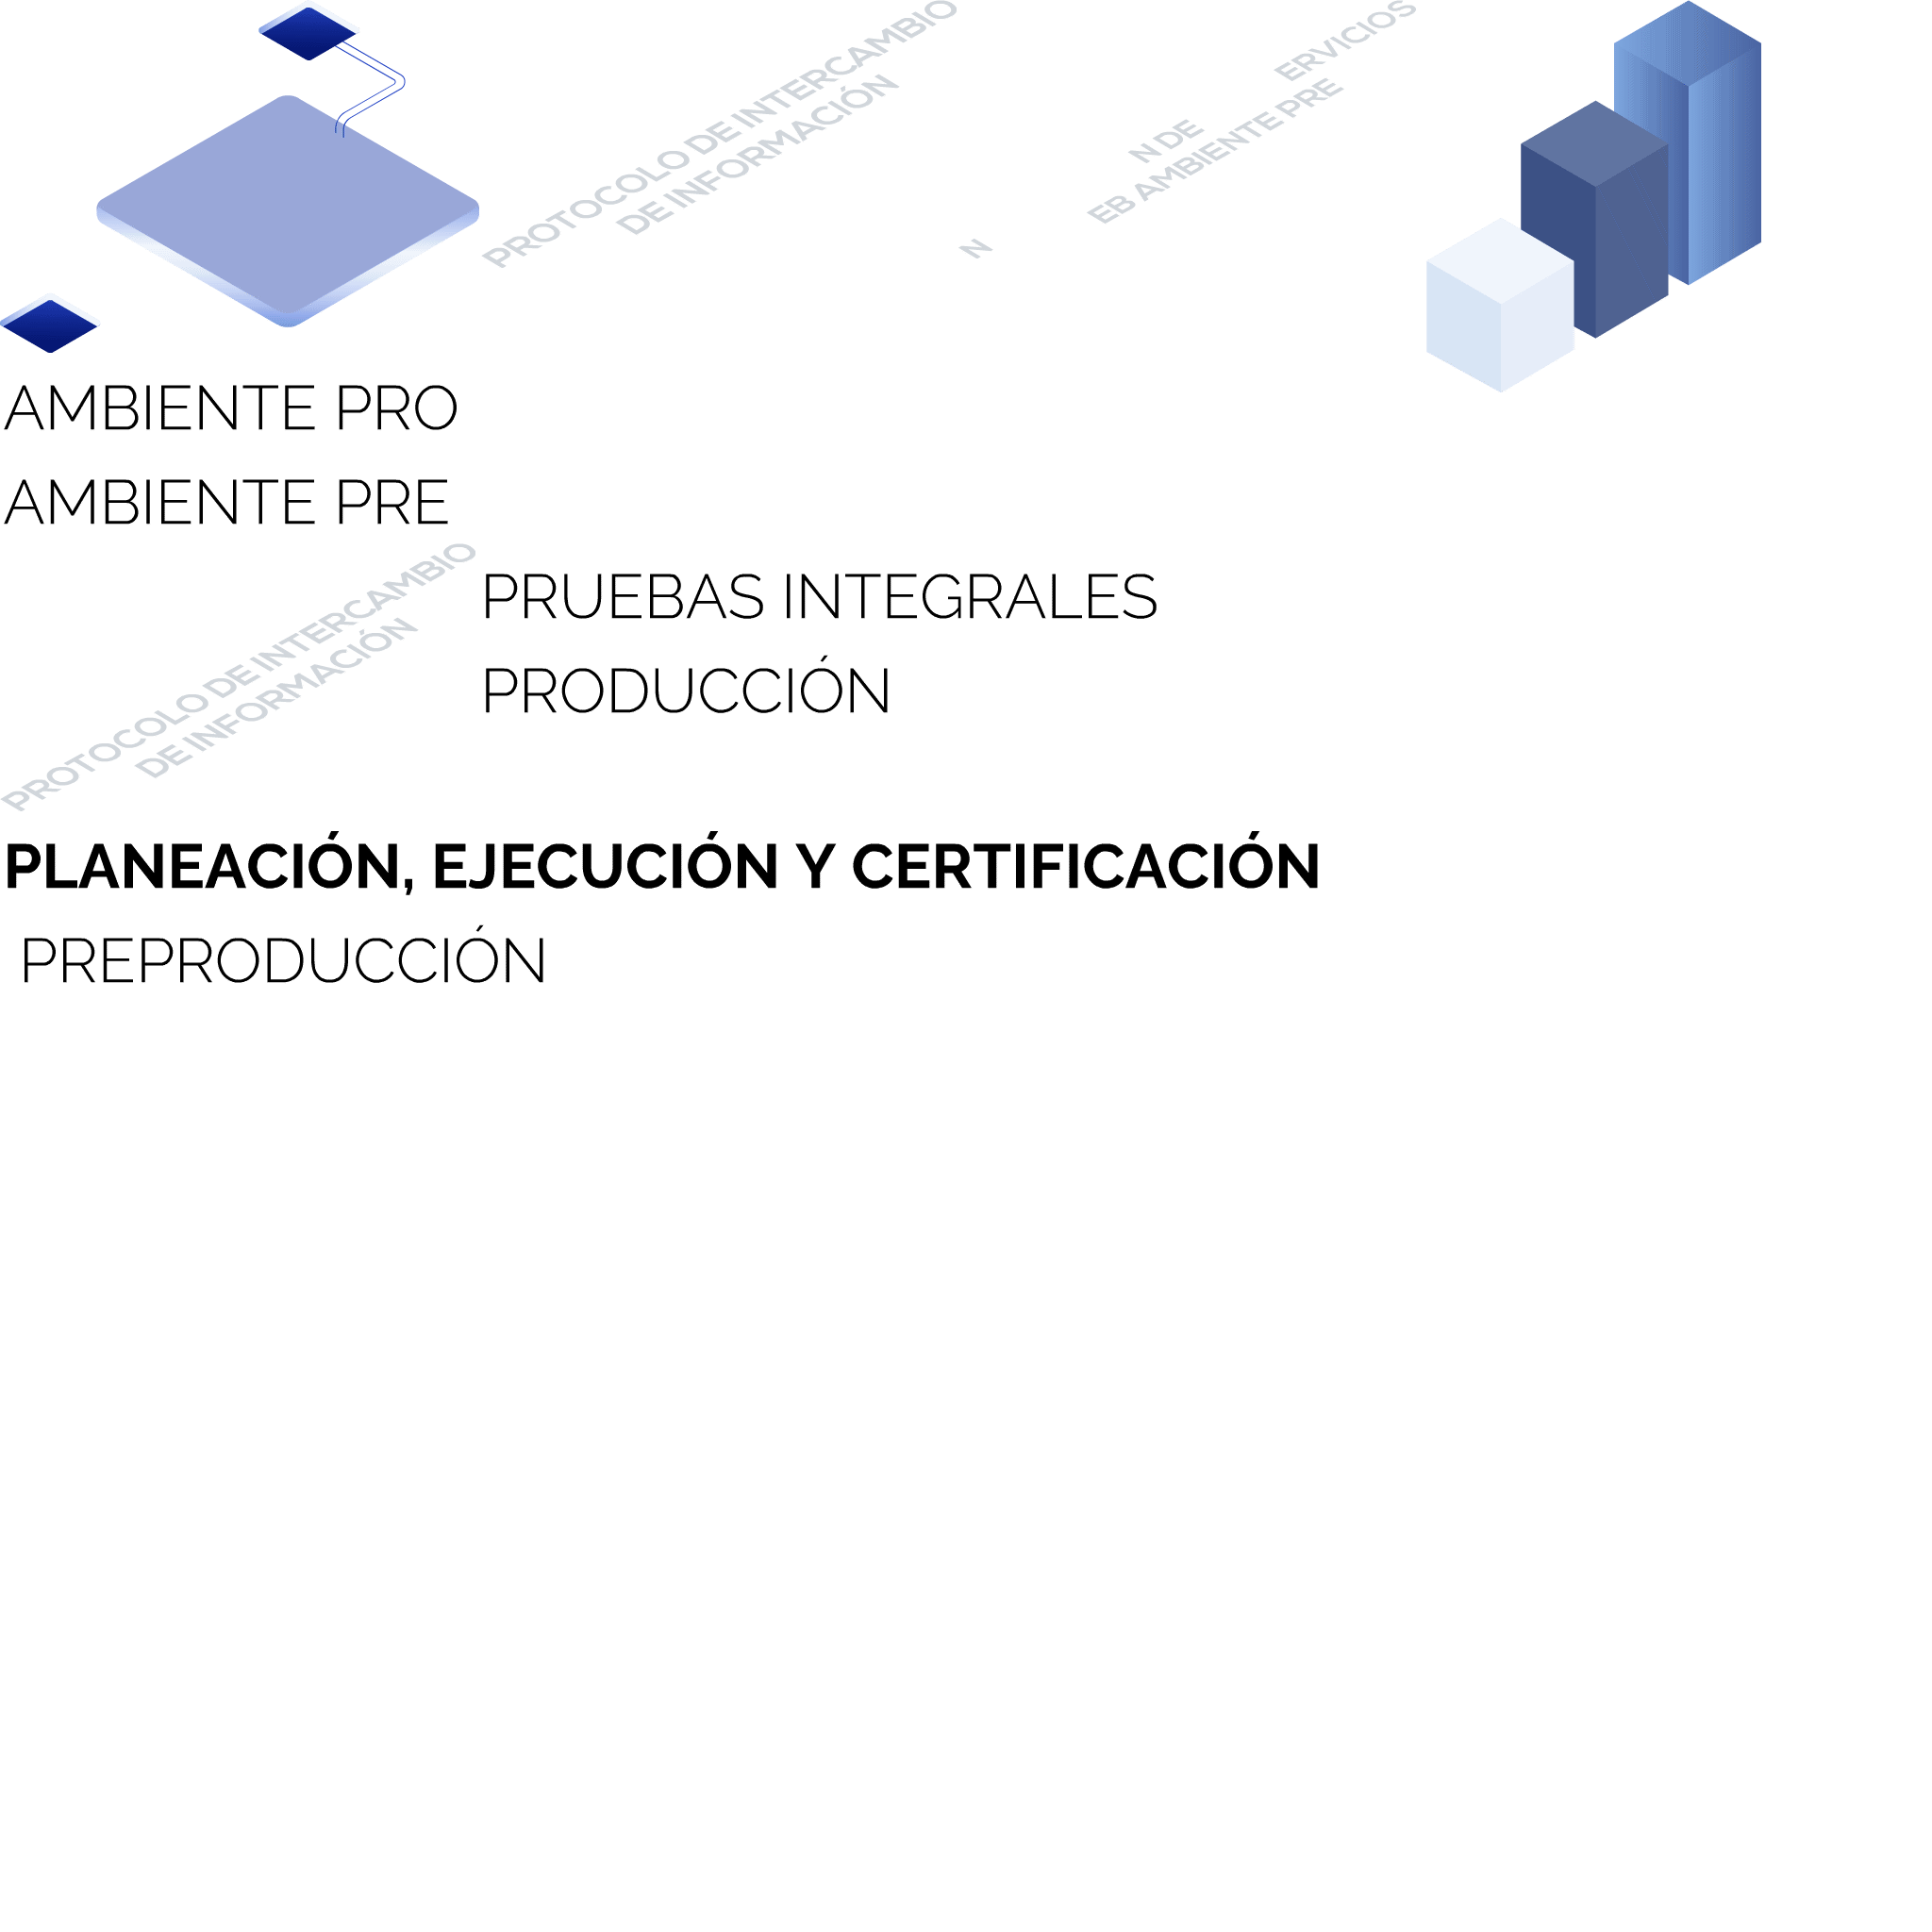 PROTOCOLO DE INTERCAMBIO
DE INFORMACIÓN
ERVICIOS
N DE
EB AMBIENTE PRE
N
AMBIENTE PRO
AMBIENTE PRE
PROTOCOLO DE INTERCAMBIO
DE INFORMACIÓN
PRUEBAS INTEGRALES
PRODUCCIÓN
PLANEACIÓN, EJECUCIÓN Y CERTIFICACIÓN
PREPRODUCCIÓN